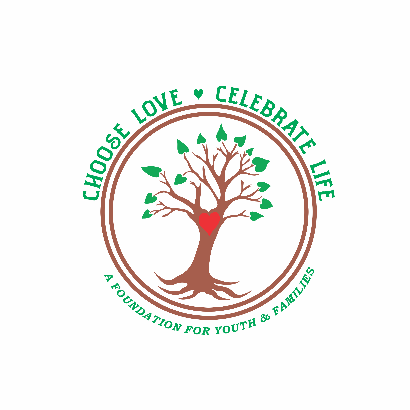 CHOOSE LOVE ♥ CELEBRATE LIFE
A FOUNDATION FOR YOUTH & FAMILIES